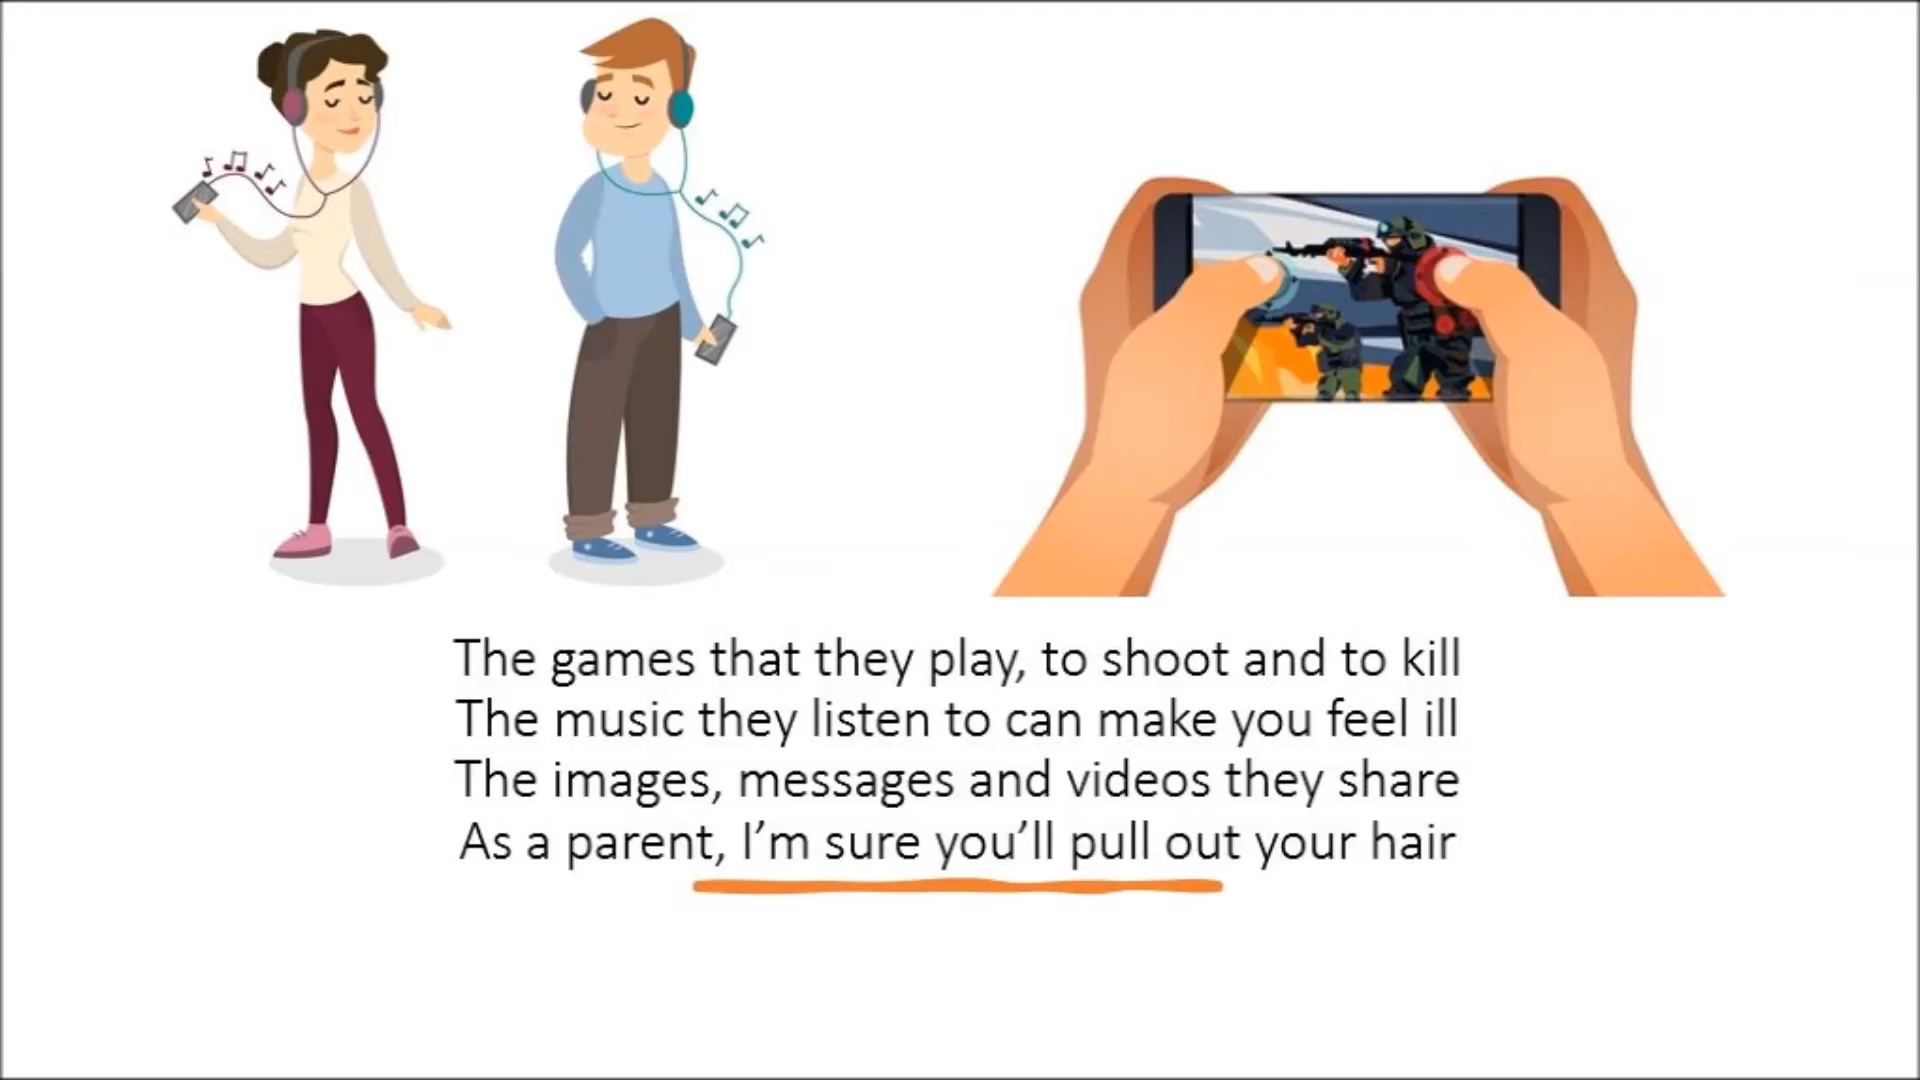 The games that they play, to shoot and to kill
The music they listen to can make you feel ill
The images, messages and videos they share
As a parent, I’m sure you’ll pull out your hair